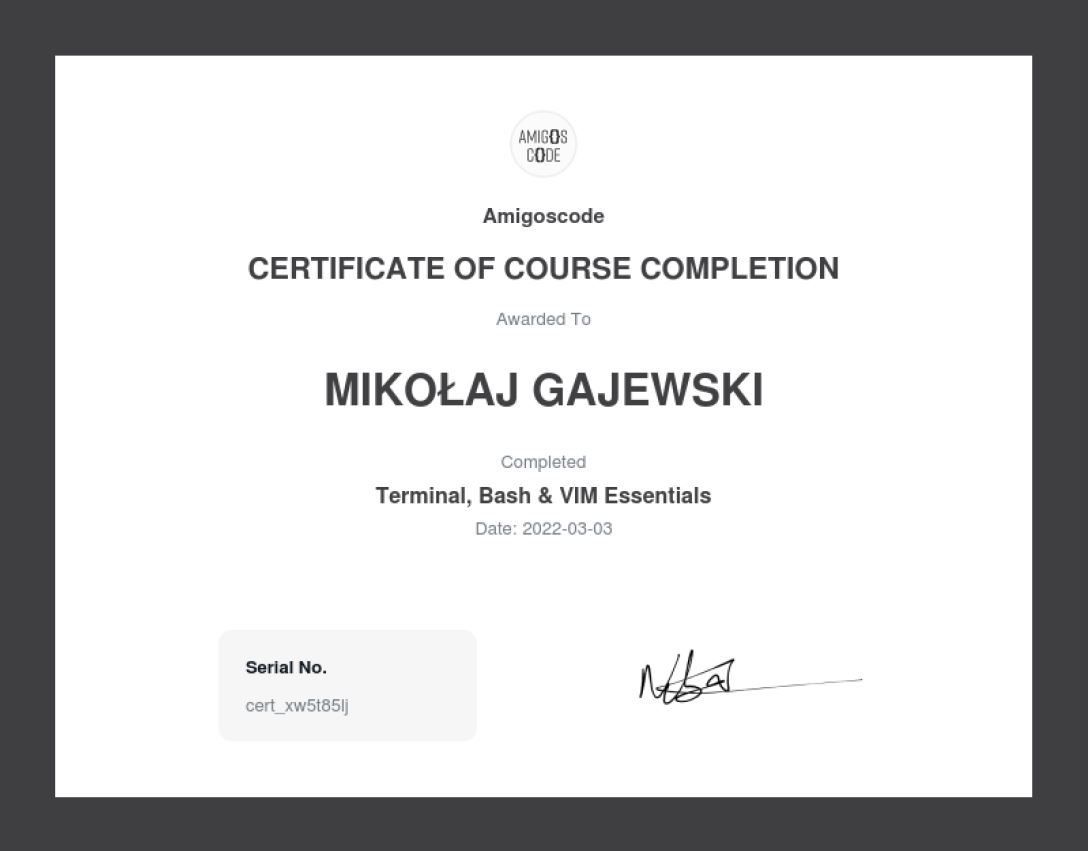 AMIGOS
CODE
Amigoscode
CERTIFICATE OF COURSE COMPLETION
Awarded To
MIKOŁAJ GAJEWSKI
Completed
Terminal, Bash & VIM Essentials
Date: 2022-03-03
Serial No.
cert_xw5t85lj